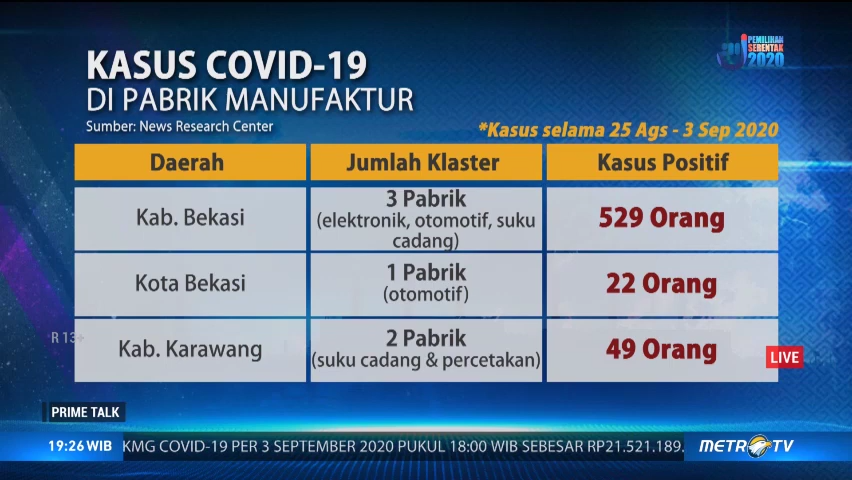 KASUS COVID-19
DI PABRIK MANUFAKTUR
Sumber: News Research Center
PEMILIHAN
SERENTAK
2020
*Kasus selama 25 Ags - 3 Sep 2020
Daerah
Jumlah Klaster
Kasus Positif
Kab. Bekasi
3 Pabrik
(elektronik, otomotif, suku
cadang)
529 Orang
Kota Bekasi
1 Pabrik
(otomotif)
22 Orang
Kab. Karawang
2 Pabrik
(suku cadang & percetakan)
49 Orang
R 13+
LIVE
PRIME TALK
19:26 WIB
KMG COVID-19 PER 3 SEPTEMBER 2020 PUKUL 18:00 WIB SEBESAR RP21.521.189.
METRO TV